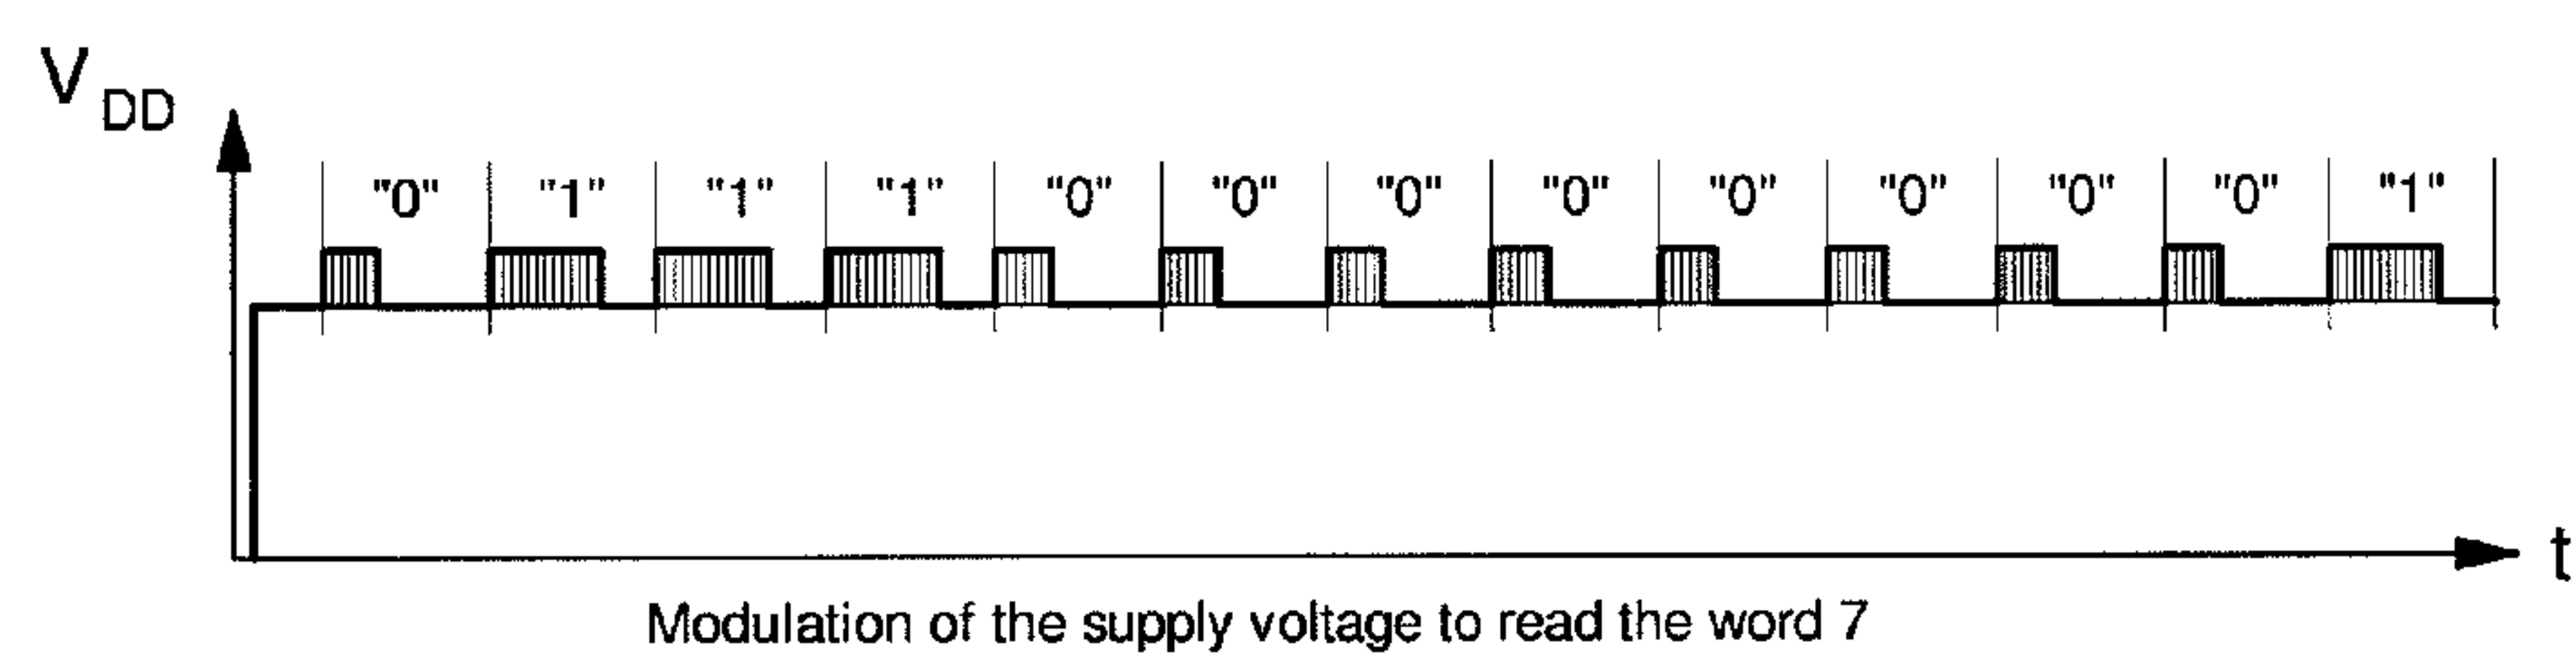 V DD
"0" "1" "1" "1" "0" "0" "0" "0" "0" "0" "0" "0" "1"
t
Modulation of the supply voltage to read the word 7